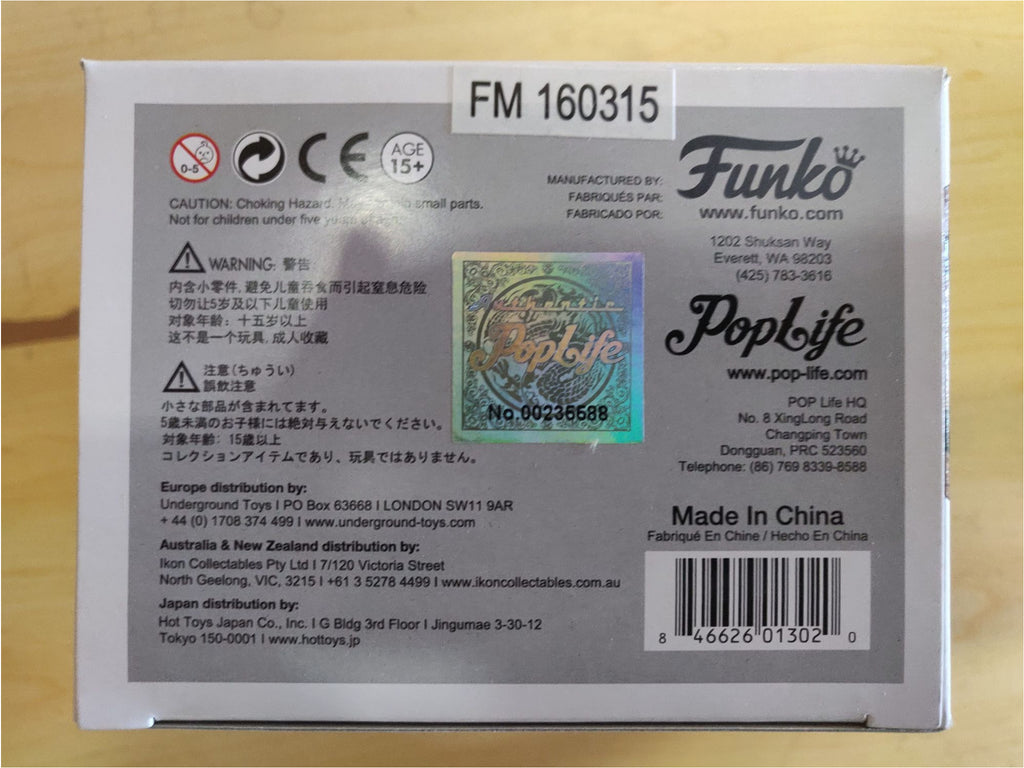 FM 160315
0-5
CE
AGE
15+
CAUTION: Choking Hazard. May contain small parts.
Not for children under five years of age.
WARNING: 警告
内含小零件, 避免儿童吞食而引起窒息危险
切勿让5岁及以下儿童使用
对象年龄: 十五岁以上
这不是一个玩具, 成人收藏
注意(ちゅうい)
誤飲注意
小さな部品が含まれてます。
5歳未満のお子様には絶対与えないでください。
対象年齢: 15歳以上
コレクションアイテムであり、玩具ではありません。
Europe distribution by:
Underground Toys I PO Box 63668 I LONDON SW11 9AR
+ 44 (0) 1708 374 499 I www.underground-toys.com
Australia & New Zealand distribution by:
Ikon Collectables Pty Ltd I 7/120 Victoria Street
North Geelong, VIC, 3215 I +61 3 5278 4499 I www.ikoncollectables.com.au
Japan distribution by:
Hot Toys Japan Co., Inc. I G Bldg 3rd Floor I Jingumae 3-30-12
Tokyo 150-0001 I www.hottoys.jp
Authentic
PopLife
No.00236688
MANUFACTURED BY:
FABRIQUÉS PAR:
FABRICADO POR:
Funko
www.funko.com
1202 Shuksan Way
Everett, WA 98203
(425) 783-3616
PopLife
www.pop-life.com
POP Life HQ
No. 8 XingLong Road
Changping Town
Dongguan, PRC 523560
Telephone: (86) 769 8339-8588
Made In China
Fabriqué En Chine / Hecho En China
8 46626 01302 0